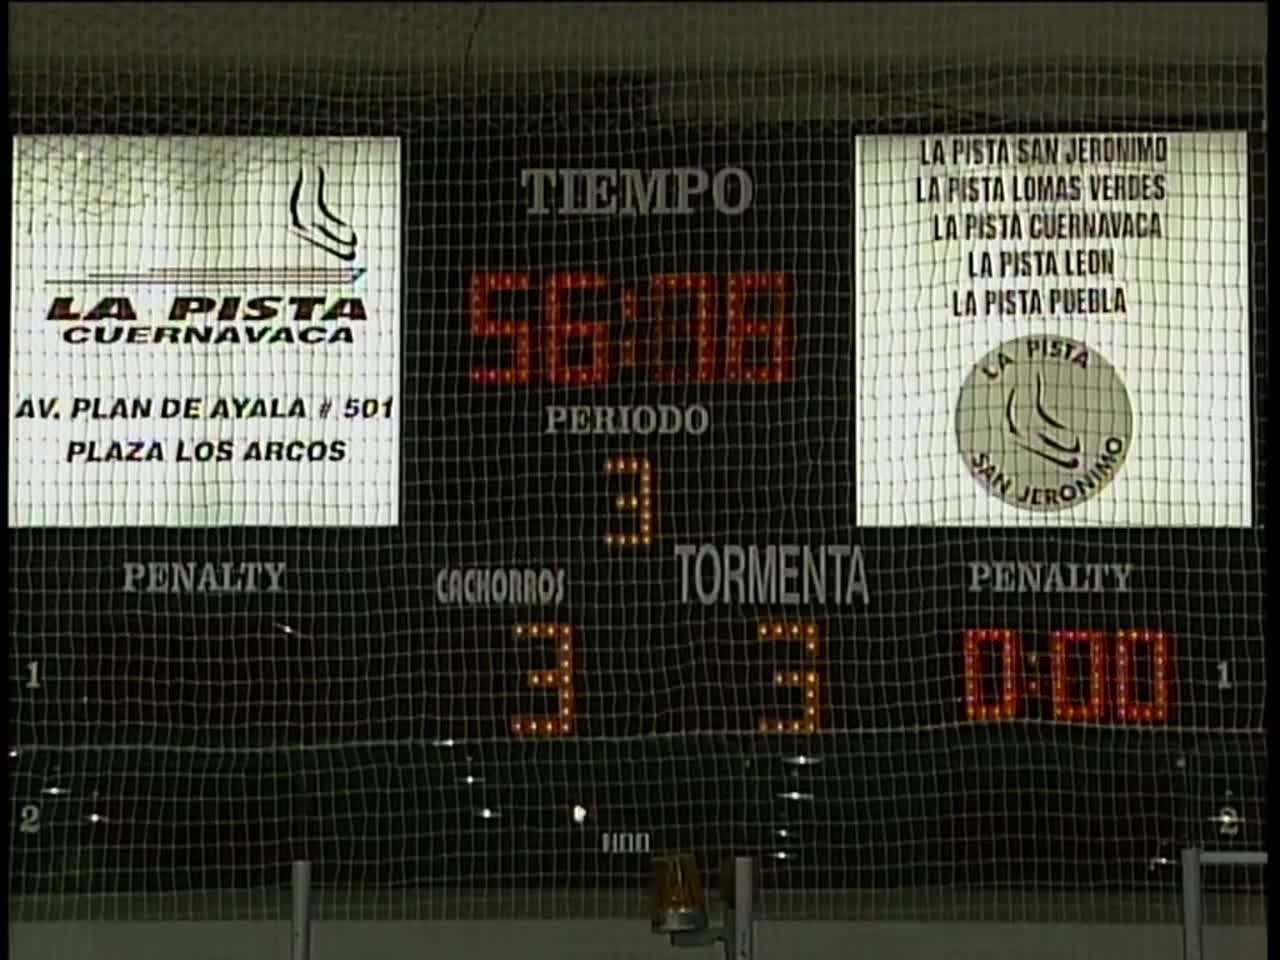 TIEMPO
56:
PERIODO
3
LA PISTA
CUERNAVACA
AV. PLAN DE AYALA # 501
PLAZA LOS ARCOS
LA PISTA SAN JERONIMO
LA PISTA LOMAS VERDES
LA PISTA CUERNAVACA
LA PISTA LEON
LA PISTA PUEBLA
LA PISTA
SAN JERONIMO
PENALTY
CACHORROS
TORMENTA
PENALTY
1
3
3
0:00
1
2
2